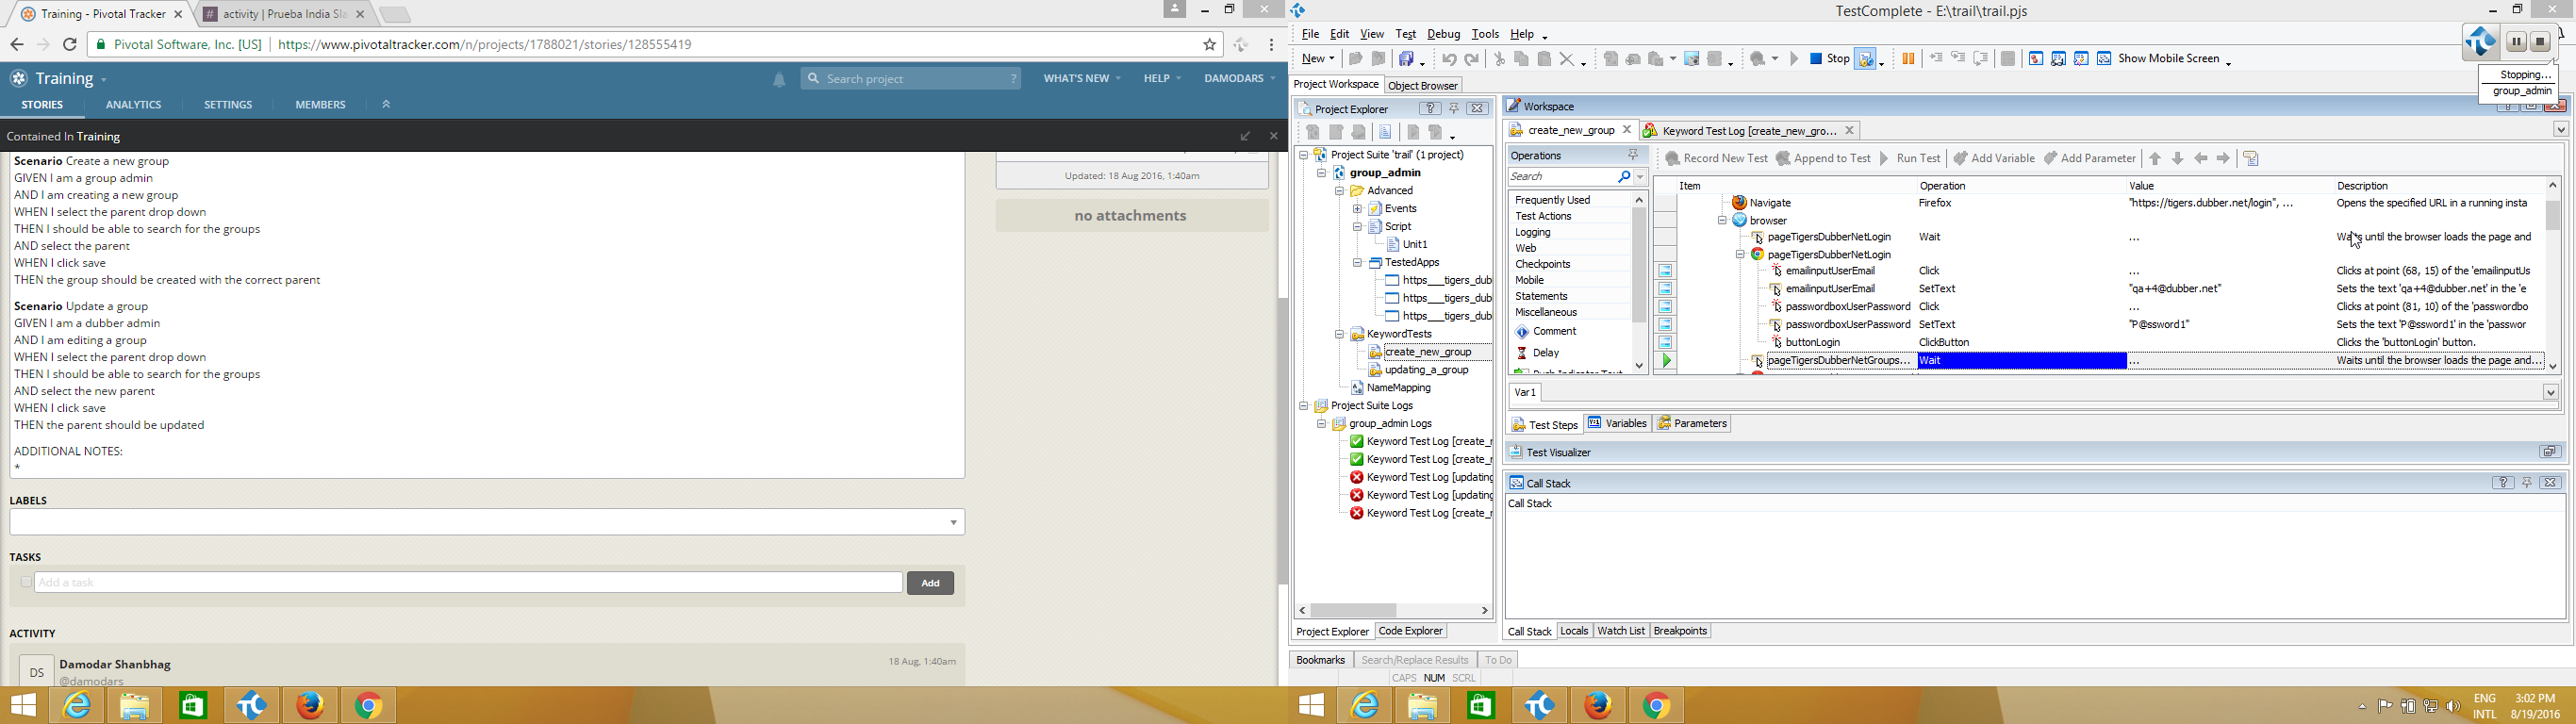 Training - Pivotal Tracker
activity | Prueba India Sla
Pivotal Software, Inc. [US]
https://www.pivotaltracker.com/n/projects/1788021/stories/128555419
Training
Search project
?
WHAT'S NEW
HELP
DAMODARS
STORIES
ANALYTICS
SETTINGS
MEMBERS
Contained In Training
Scenario Create a new group
GIVEN I am a group admin
AND I am creating a new group
WHEN I select the parent drop down
THEN I should be able to search for the groups
AND select the parent
WHEN I click save
THEN the group should be created with the correct parent
Scenario Update a group
GIVEN I am a dubber admin
AND I am editing a group
WHEN I select the parent drop down
THEN I should be able to search for the groups
AND select the new parent
WHEN I click save
THEN the parent should be updated
ADDITIONAL NOTES:
*
Updated: 18 Aug 2016, 1:40am
no attachments
LABELS
TASKS
Add a task
Add
ACTIVITY
DS
Damodar Shanbhag
@damodars
18 Aug, 1:40am
TestComplete - E:\trail\trail.pjs
File Edit View Test Debug Tools Help
New
Stop
Show Mobile Screen
Stopping...
group_admin
Project Workspace
Object Browser
Project Explorer
Project Suite 'trail' (1 project)
group_admin
Advanced
Events
Script
Unit1
TestedApps
https___tigers_dub
https___tigers_dub
https___tigers_dub
KeywordTests
create_new_group
updating_a_group
NameMapping
Project Suite Logs
group_admin Logs
Keyword Test Log [create_r
Keyword Test Log [create_r
Keyword Test Log [updating
Keyword Test Log [updating
Keyword Test Log [create_r
Project Explorer
Code Explorer
Workspace
create_new_group
Keyword Test Log [create_new_gro...
Operations
Search
Frequently Used
Test Actions
Logging
Web
Checkpoints
Mobile
Statements
Miscellaneous
Comment
Delay
Record New Test
Append to Test
Run Test
Add Variable
Add Parameter
Item
Operation
Value
Description
Navigate
Firefox
"https://tigers.dubber.net/login", ...
Opens the specified URL in a running insta
browser
pageTigersDubberNetLogin
Wait
...
Waits until the browser loads the page and
pageTigersDubberNetLogin
emailinputUserEmail
Click
...
Clicks at point (68, 15) of the 'emailinputUs
emailinputUserEmail
SetText
"qa+4@dubber.net"
Sets the text 'qa+4@dubber.net' in the 'e
passwordboxUserPassword
Click
...
Clicks at point (81, 10) of the 'passwordbo
passwordboxUserPassword
SetText
"P@ssword1"
Sets the text 'P@ssword1' in the 'passwor
buttonLogin
ClickButton
Clicks the 'buttonLogin' button.
pageTigersDubberNetGroups...
Wait
...
Waits until the browser loads the page and...
Var1
Test Steps
Variables
Parameters
Test Visualizer
Call Stack
Call Stack
Call Stack
Locals
Watch List
Breakpoints
Bookmarks
Search/Replace Results
To Do
CAPS NUM SCRL
ENG
INTL
3:02 PM
8/19/2016